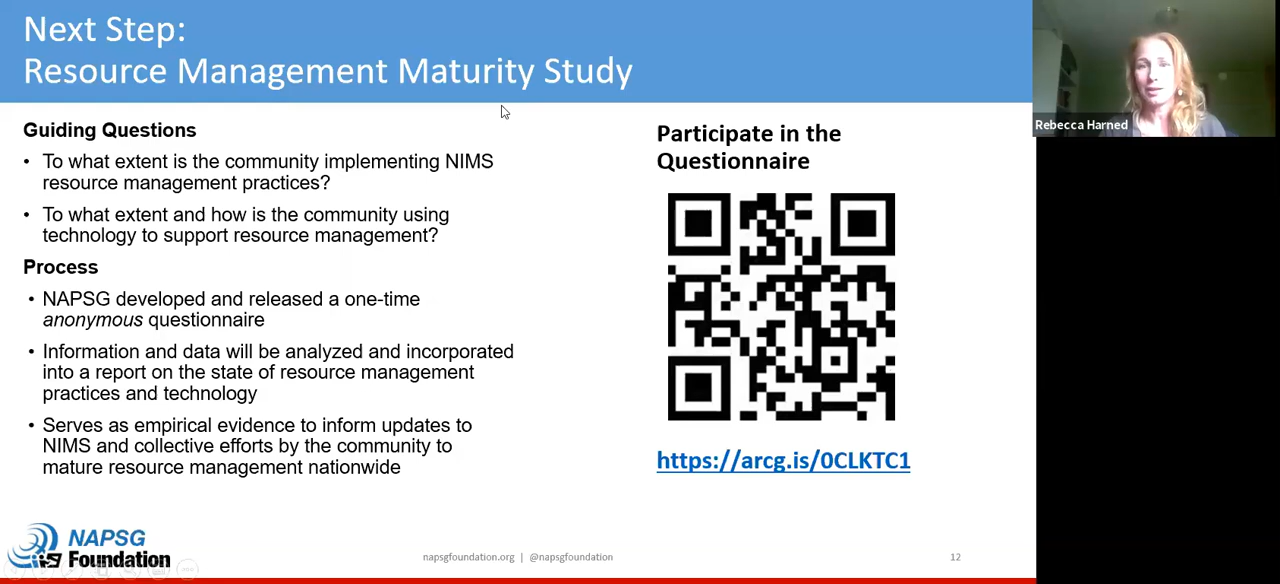 Next Step:
Resource Management Maturity Study
Rebecca Harned
Guiding Questions
• To what extent is the community implementing NIMS
resource management practices?
• To what extent and how is the community using
technology to support resource management?
Process
• NAPSG developed and released a one-time
anonymous questionnaire
• Information and data will be analyzed and incorporated
into a report on the state of resource management
practices and technology
• Serves as empirical evidence to inform updates to
NIMS and collective efforts by the community to
mature resource management nationwide
Participate in the
Questionnaire
https://arcg.is/0CLKTC1
NAPSG
Foundation
napsgfoundation.org | @napsgfoundation
12